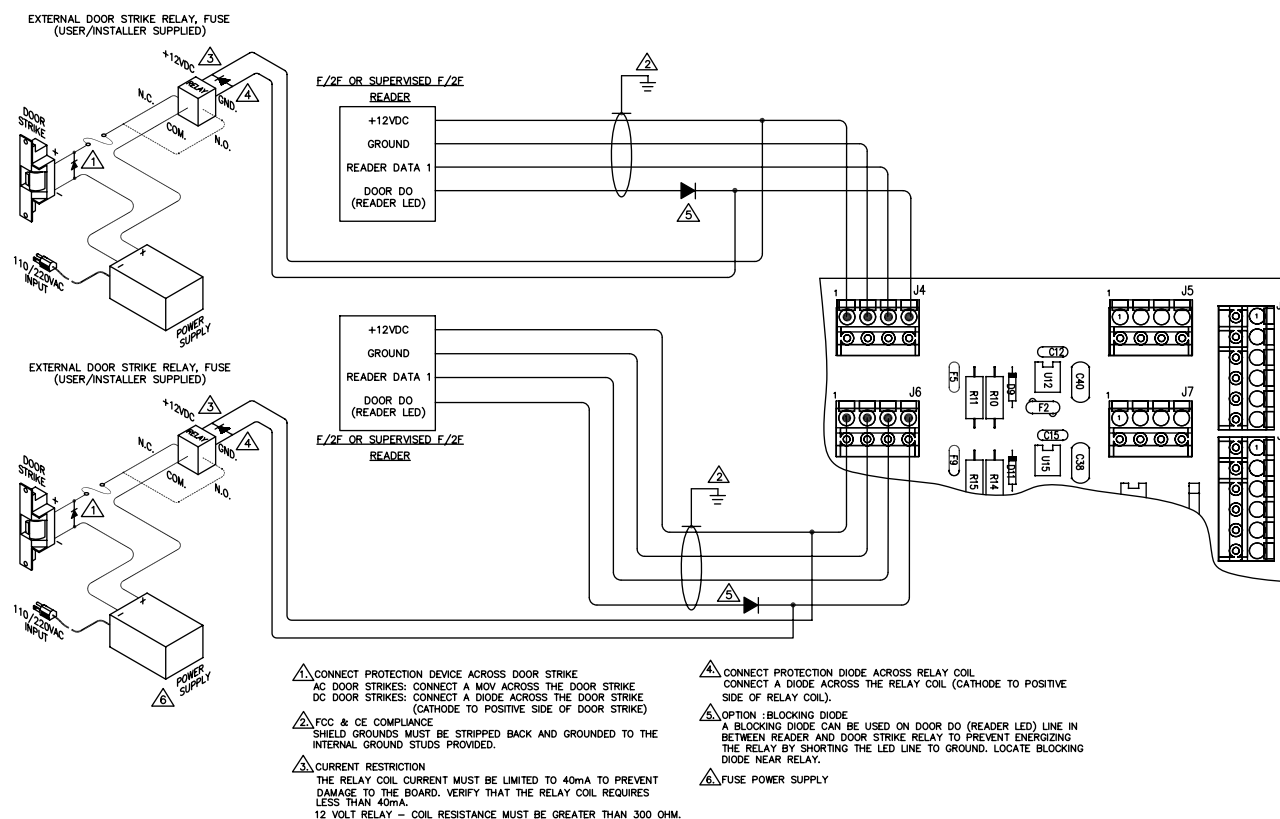 EXTERNAL DOOR STRIKE RELAY, FUSE
(USER/INSTALLER SUPPLIED)
+12VDC
3
RELAY
4
GND.
N.C.
COM.
N.O.
DOOR
STRIKE
+
1
-
110/220VAC
INPUT
+
-
POWER
SUPPLY
F/2F OR SUPERVISED F/2F
READER
+12VDC
GROUND
READER DATA 1
DOOR DO
(READER LED)
2
5
+12VDC
GROUND
READER DATA 1
DOOR DO
(READER LED)
F/2F OR SUPERVISED F/2F
READER
2
5
EXTERNAL DOOR STRIKE RELAY, FUSE
(USER/INSTALLER SUPPLIED)
+12VDC
3
RELAY
4
GND.
N.C.
COM.
N.O.
DOOR
STRIKE
+
1
-
110/220VAC
INPUT
+
-
POWER
SUPPLY
6
1
J4
1
J5
1
1
J6
1
J7
1
1
1
J
J
F5
R11
R10
D9
C12
U12
C40
F2
F9
R15
R14
D11
C15
U15
C38
1. CONNECT PROTECTION DEVICE ACROSS DOOR STRIKE
AC DOOR STRIKES: CONNECT A MOV ACROSS THE DOOR STRIKE
DC DOOR STRIKES: CONNECT A DIODE ACROSS THE DOOR STRIKE
(CATHODE TO POSITIVE SIDE OF DOOR STRIKE)
2. FCC & CE COMPLIANCE
SHIELD GROUNDS MUST BE STRIPPED BACK AND GROUNDED TO THE
INTERNAL GROUND STUDS PROVIDED.
3. CURRENT RESTRICTION
THE RELAY COIL CURRENT MUST BE LIMITED TO 40mA TO PREVENT
DAMAGE TO THE BOARD. VERIFY THAT THE RELAY COIL REQUIRES
LESS THAN 40mA.
12 VOLT RELAY – COIL RESISTANCE MUST BE GREATER THAN 300 OHM.
4. CONNECT PROTECTION DIODE ACROSS RELAY COIL
CONNECT A DIODE ACROSS THE RELAY COIL (CATHODE TO POSITIVE
SIDE OF RELAY COIL).
5. OPTION :BLOCKING DIODE
A BLOCKING DIODE CAN BE USED ON DOOR DO (READER LED) LINE IN
BETWEEN READER AND DOOR STRIKE RELAY TO PREVENT ENERGIZING
THE RELAY BY SHORTING THE LED LINE TO GROUND. LOCATE BLOCKING
DIODE NEAR RELAY.
6. FUSE POWER SUPPLY